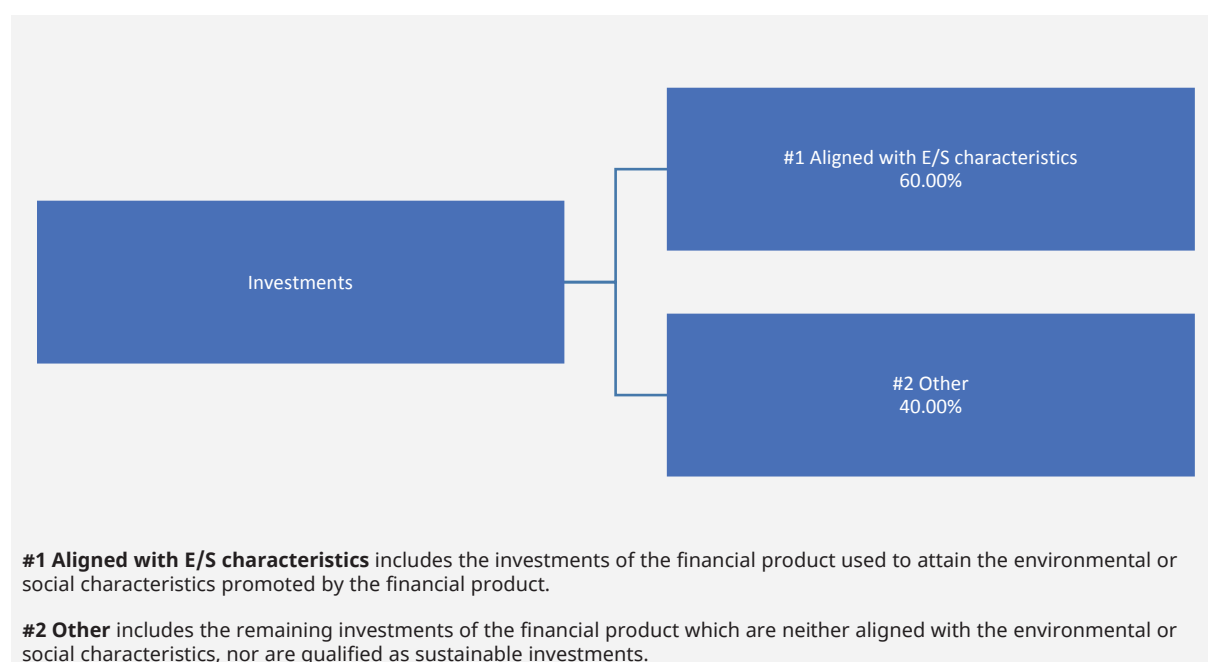 #1 Aligned with E/S characteristics
60.00%
Investments
#2 Other
40.00%
#1 Aligned with E/S characteristics includes the investments of the financial product used to attain the environmental or
social characteristics promoted by the financial product.
#2 Other includes the remaining investments of the financial product which are neither aligned with the environmental or
social characteristics, nor are qualified as sustainable investments.